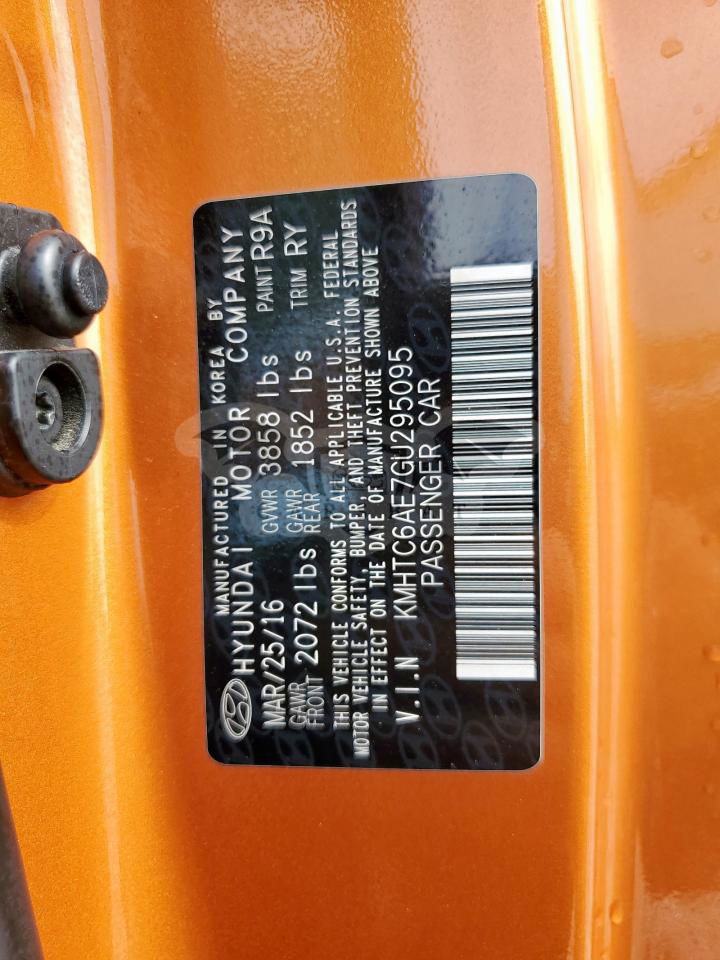 MANUFACTURED IN KOREA BY
HYUNDAI MOTOR COMPANY
MAR/25/16 GVWR 3858 lbs PAINT R9A
GAWR FRONT 2072 lbs GAWR REAR 1852 lbs TRIM RY
THIS VEHICLE CONFORMS TO ALL APPLICABLE U.S.A. FEDERAL
MOTOR VEHICLE SAFETY, BUMPER AND THEFT PREVENTION STANDARDS
IN EFFECT ON THE DATE OF MANUFACTURE SHOWN ABOVE
V.I.N KMHTC6AE7GU295095
PASSENGER CAR